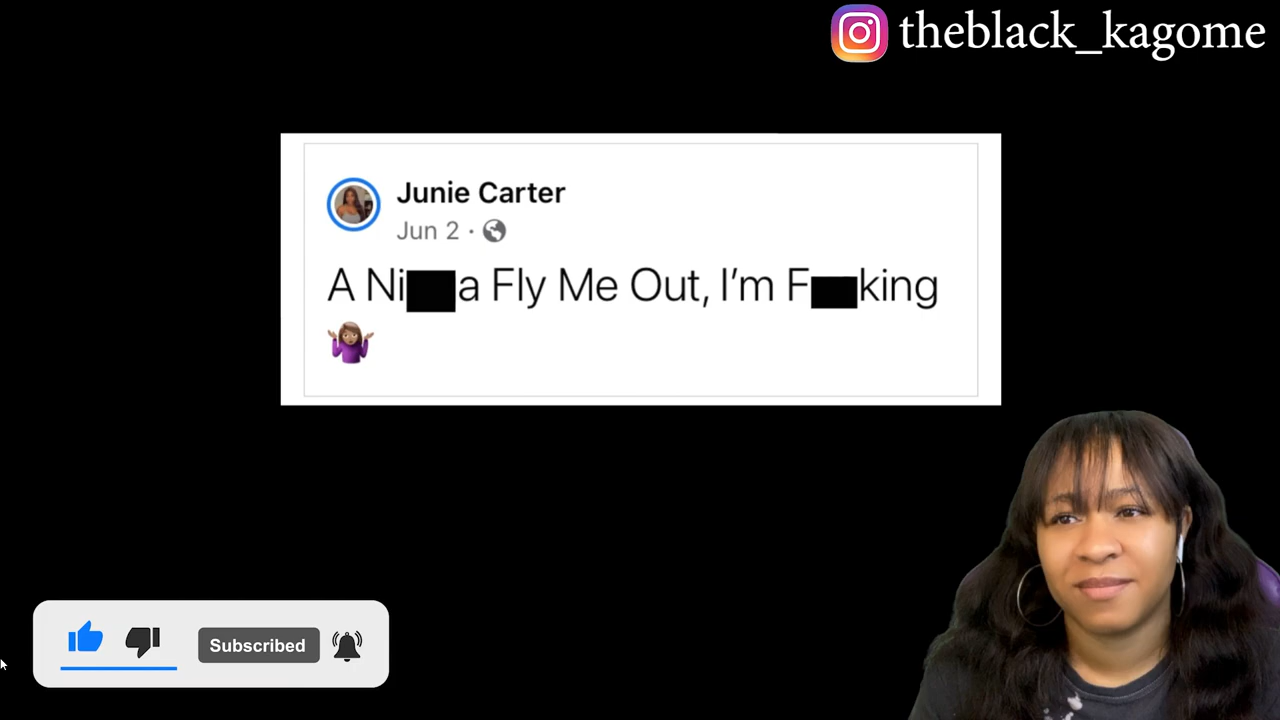 theblack_kagome
Junie Carter
Jun 2 ·
A Ni a Fly Me Out, I'm F king
Subscribed